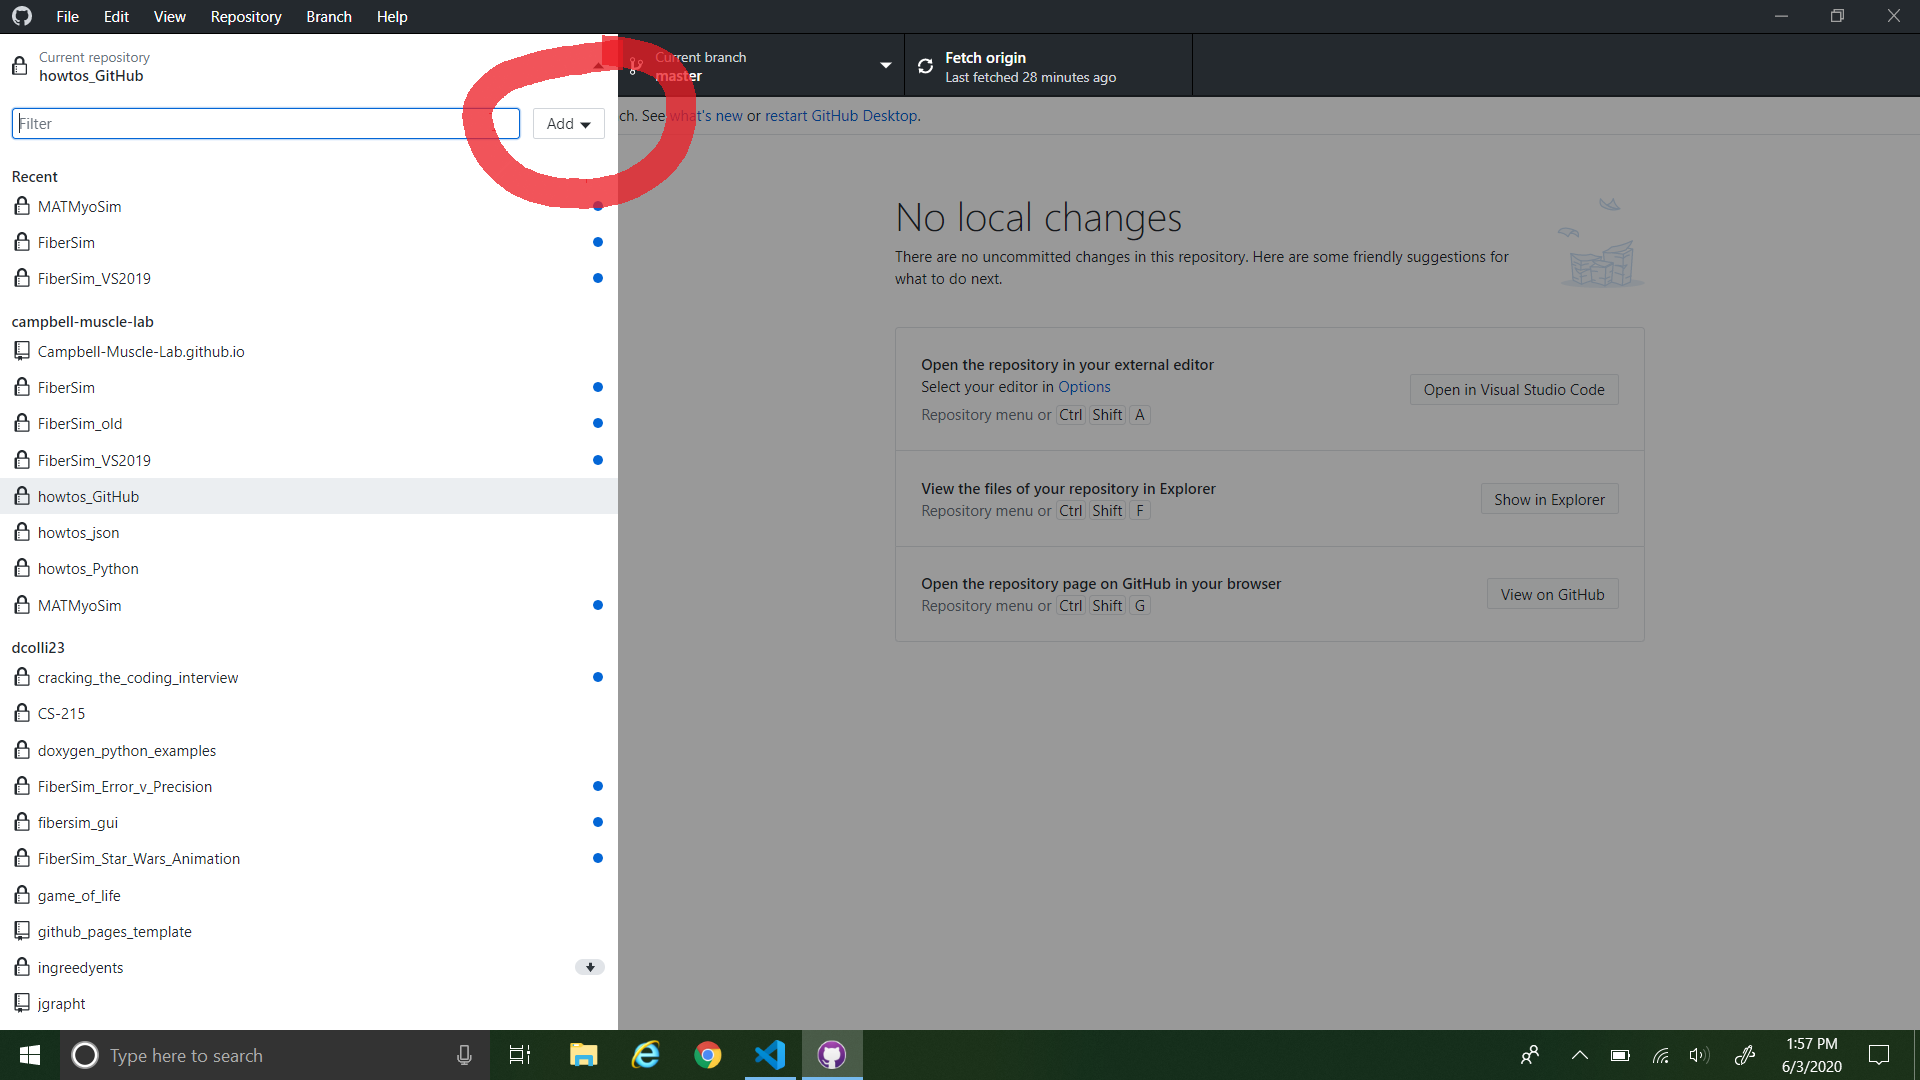 File Edit View Repository Branch Help
Current repository
howtos_GitHub
Current branch
master
Fetch origin
Last fetched 28 minutes ago
Filter
Add
ch. See what's new or restart GitHub Desktop.
Recent
MATMyoSim
FiberSim
FiberSim_VS2019
campbell-muscle-lab
Campbell-Muscle-Lab.github.io
FiberSim
FiberSim_old
FiberSim_VS2019
howtos_GitHub
howtos_json
howtos_Python
MATMyoSim
dcolli23
cracking_the_coding_interview
CS-215
doxygen_python_examples
FiberSim_Error_v_Precision
fibersim_gui
FiberSim_Star_Wars_Animation
game_of_life
github_pages_template
ingreedyents
jgrapht
No local changes
There are no uncommitted changes in this repository. Here are some friendly suggestions for
what to do next.
Open the repository in your external editor
Select your editor in Options
Repository menu or Ctrl Shift A
Open in Visual Studio Code
View the files of your repository in Explorer
Repository menu or Ctrl Shift F
Show in Explorer
Open the repository page on GitHub in your browser
Repository menu or Ctrl Shift G
View on GitHub
Type here to search
1:57 PM
6/3/2020